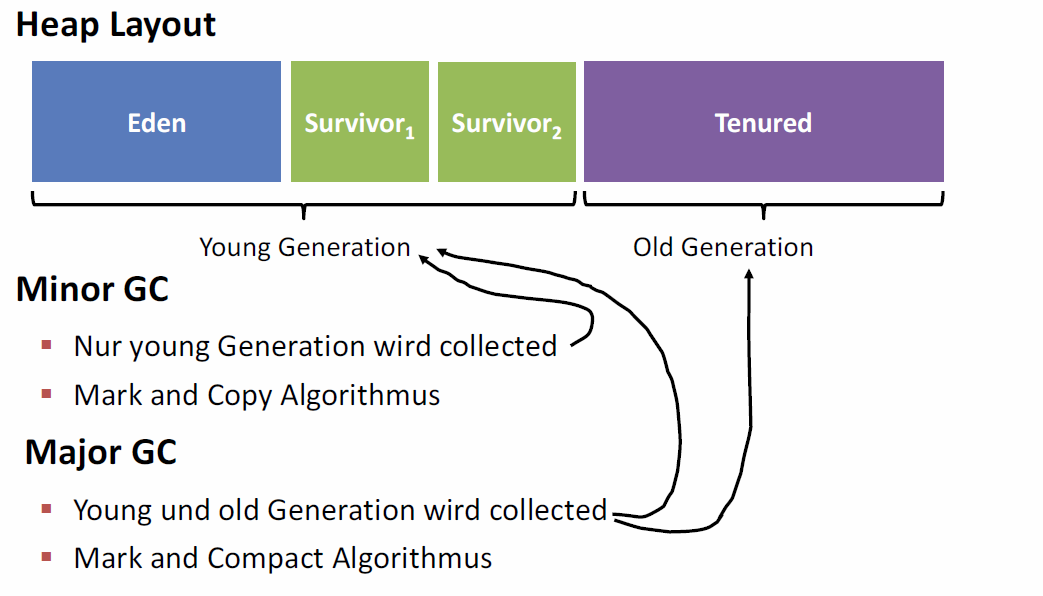 Heap Layout
Eden
Survivor₁
Survivor₂
Tenured
Young Generation
Old Generation
Minor GC
▪ Nur young Generation wird collected
▪ Mark and Copy Algorithmus
Major GC
▪ Young und old Generation wird collected
▪ Mark and Compact Algorithmus